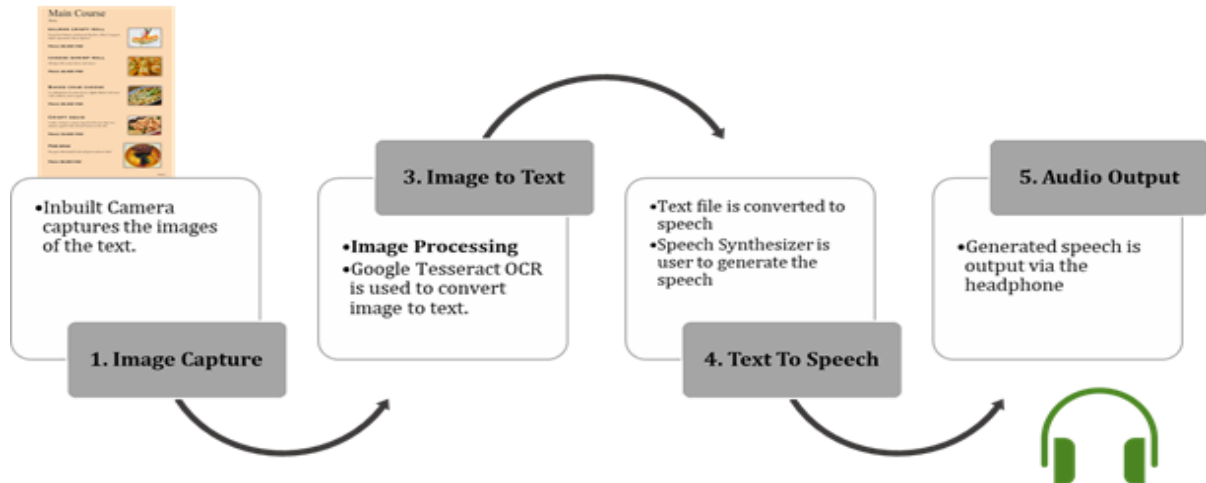 Main Course
3. Image to Text
5. Audio Output
•Inbuilt Camera
captures the images
of the text.
1. Image Capture
•Image Processing
•Google Tesseract OCR
is used to convert
image to text.
•Text file is converted to
speech
•Speech Synthesizer is
user to generate the
speech
4. Text To Speech
•Generated speech is
output via the
headphone